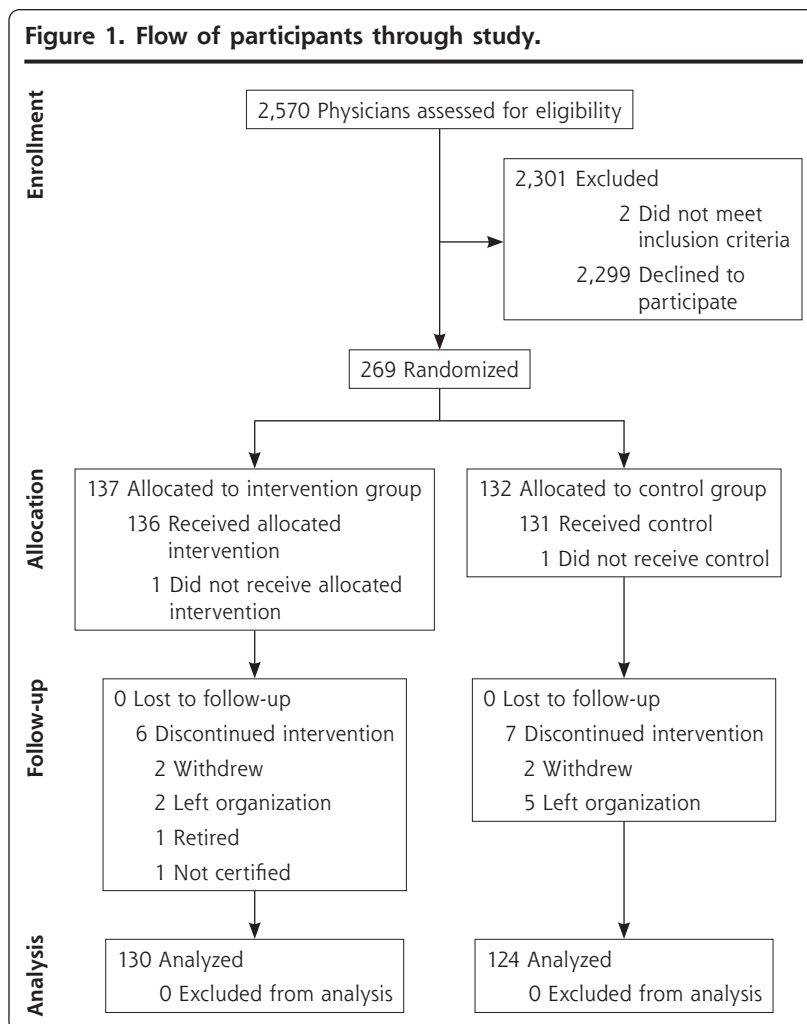 Figure 1. Flow of participants through study.
Enrollment
2,570 Physicians assessed for eligibility
2,301 Excluded
2 Did not meet
inclusion criteria
2,299 Declined to
participate
269 Randomized
Allocation
137 Allocated to intervention group
136 Received allocated
intervention
1 Did not receive allocated
intervention
132 Allocated to control group
131 Received control
1 Did not receive control
Follow-up
0 Lost to follow-up
6 Discontinued intervention
2 Withdrew
2 Left organization
1 Retired
1 Not certified
0 Lost to follow-up
7 Discontinued intervention
2 Withdrew
5 Left organization
Analysis
130 Analyzed
0 Excluded from analysis
124 Analyzed
0 Excluded from analysis